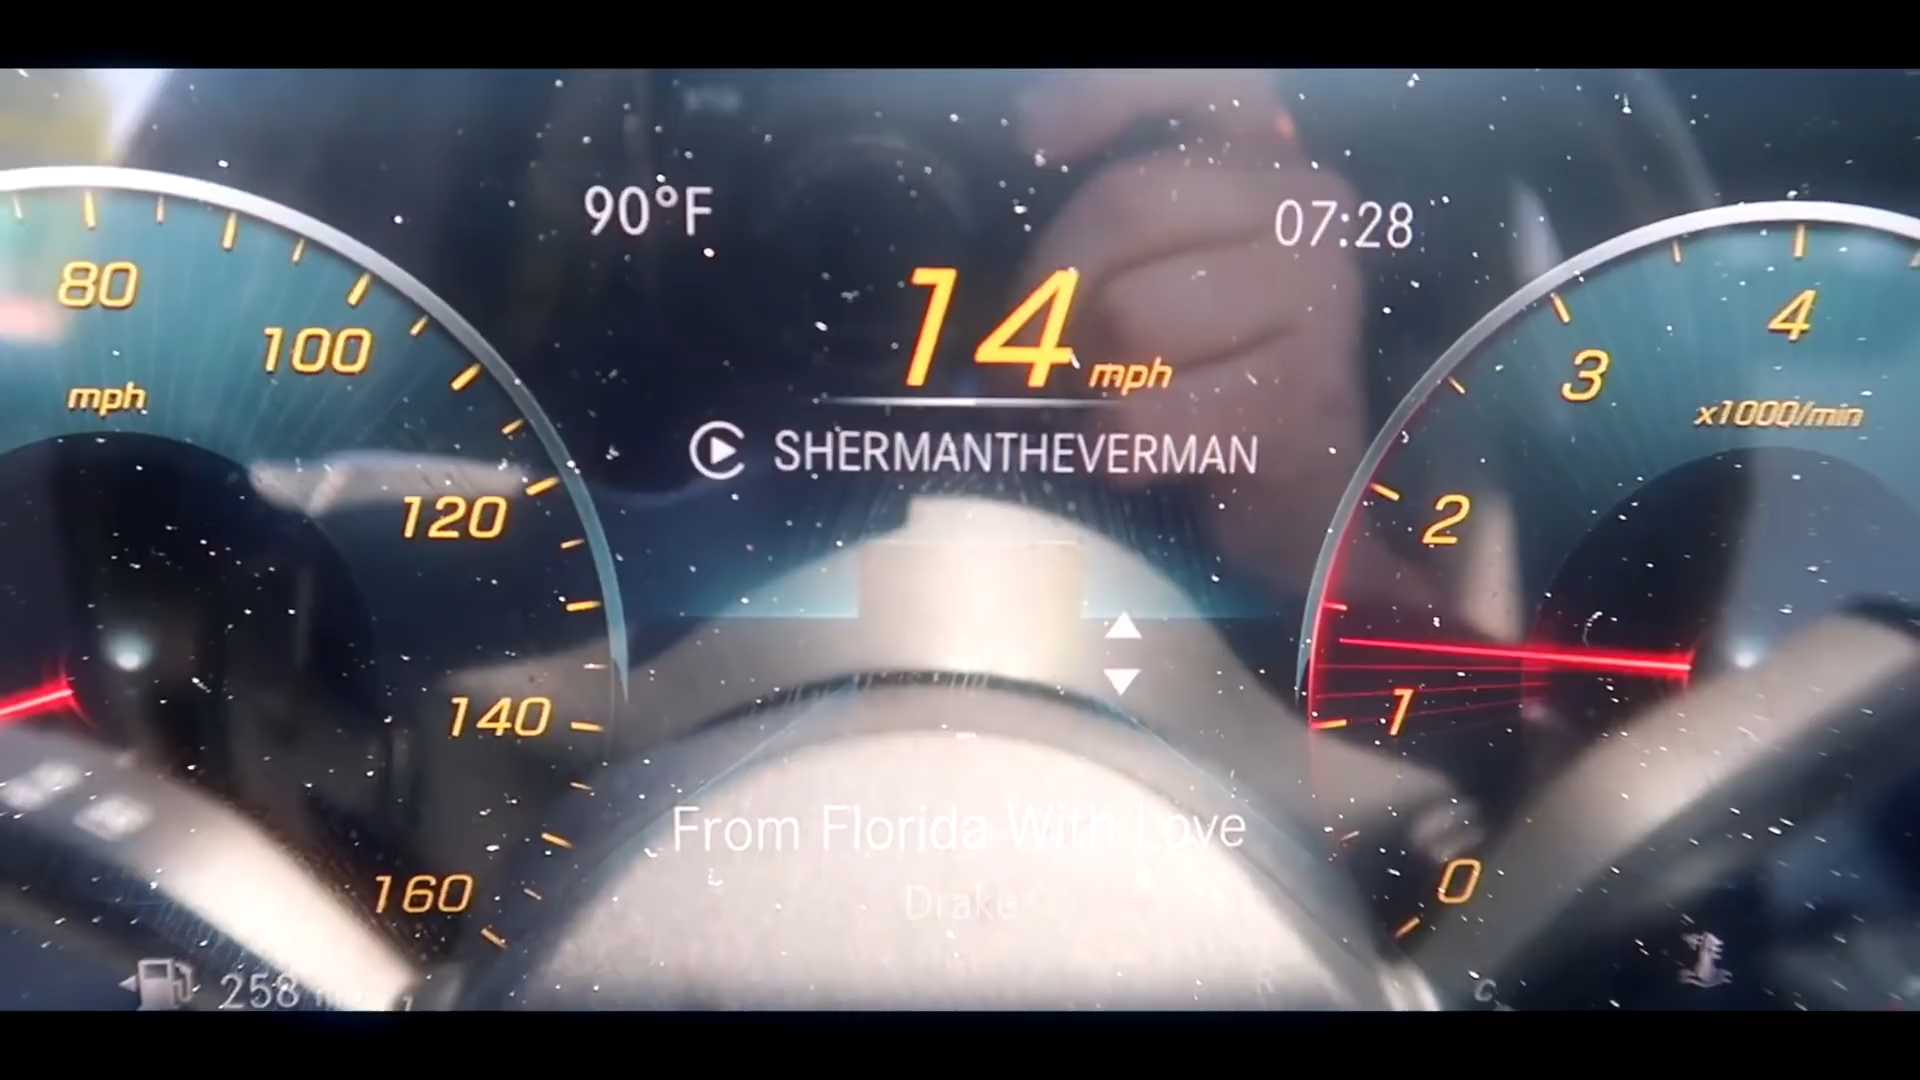 90°F
07:28
14 mph
SHERMANTHEVERMAN
80
100
mph
120
140
160
4
3
x1000/min
2
1
0
From Florida With Love
Drake
258
C